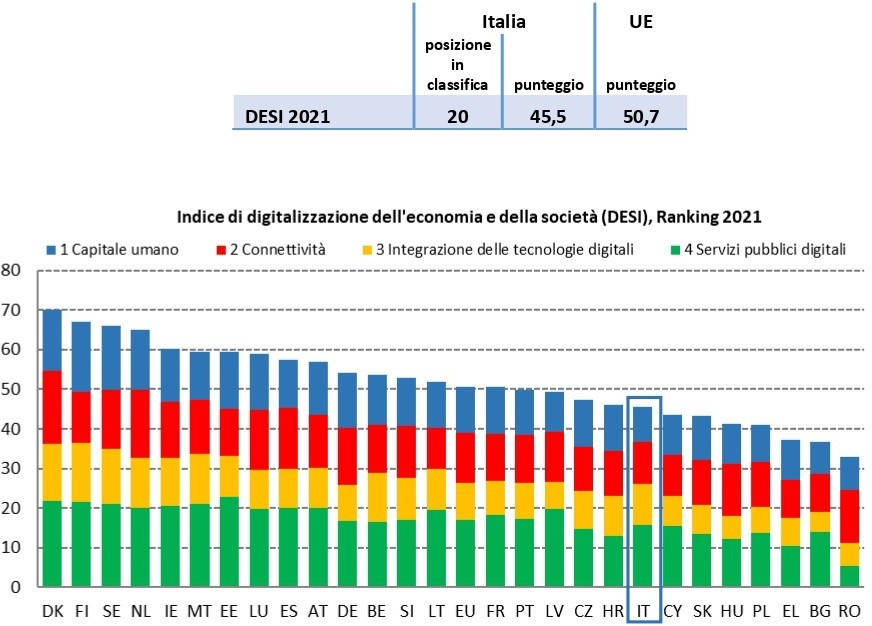 Italia UE
posizione
in
classifica punteggio punteggio
DESI 2021 20 45,5 50,7
Indice di digitalizzazione dell'economia e della società (DESI), Ranking 2021
1 Capitale umano 2 Connettività 3 Integrazione delle tecnologie digitali 4 Servizi pubblici digitali
80
70
60
50
40
30
20
10
0
DK FI SE NL IE MT EE LU ES AT DE BE SI LT EU FR PT LV CZ HR IT CY SK HU PL EL BG RO